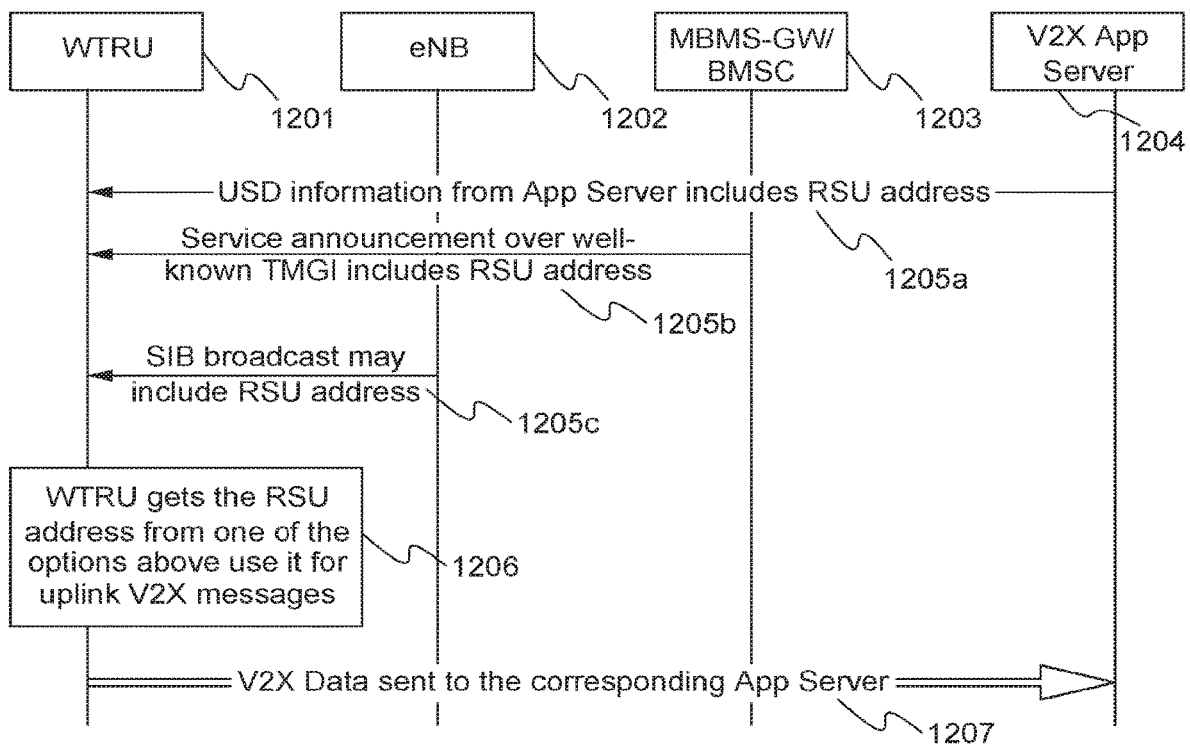 WTRU
eNB
MBMS-GW/
BMSC
V2X App
Server
1201
1202
1203
1204
USD information from App Server includes RSU address
1205a
Service announcement over well-
known TMGI includes RSU address
1205b
SIB broadcast may
include RSU address
1205c
WTRU gets the RSU
address from one of the
options above use it for
uplink V2X messages
1206
V2X Data sent to the corresponding App Server
1207